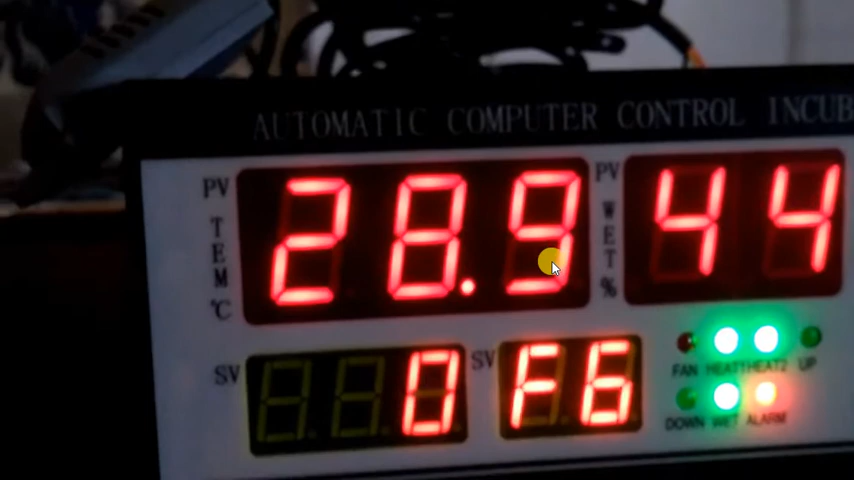 AUTOMATIC COMPUTER CONTROL INCUB
PV TEM ℃ 28.9 PV WET % 44
SV 0 SV F6
FAN HEAT1 HEAT2 UP
DOWN WET ALARM